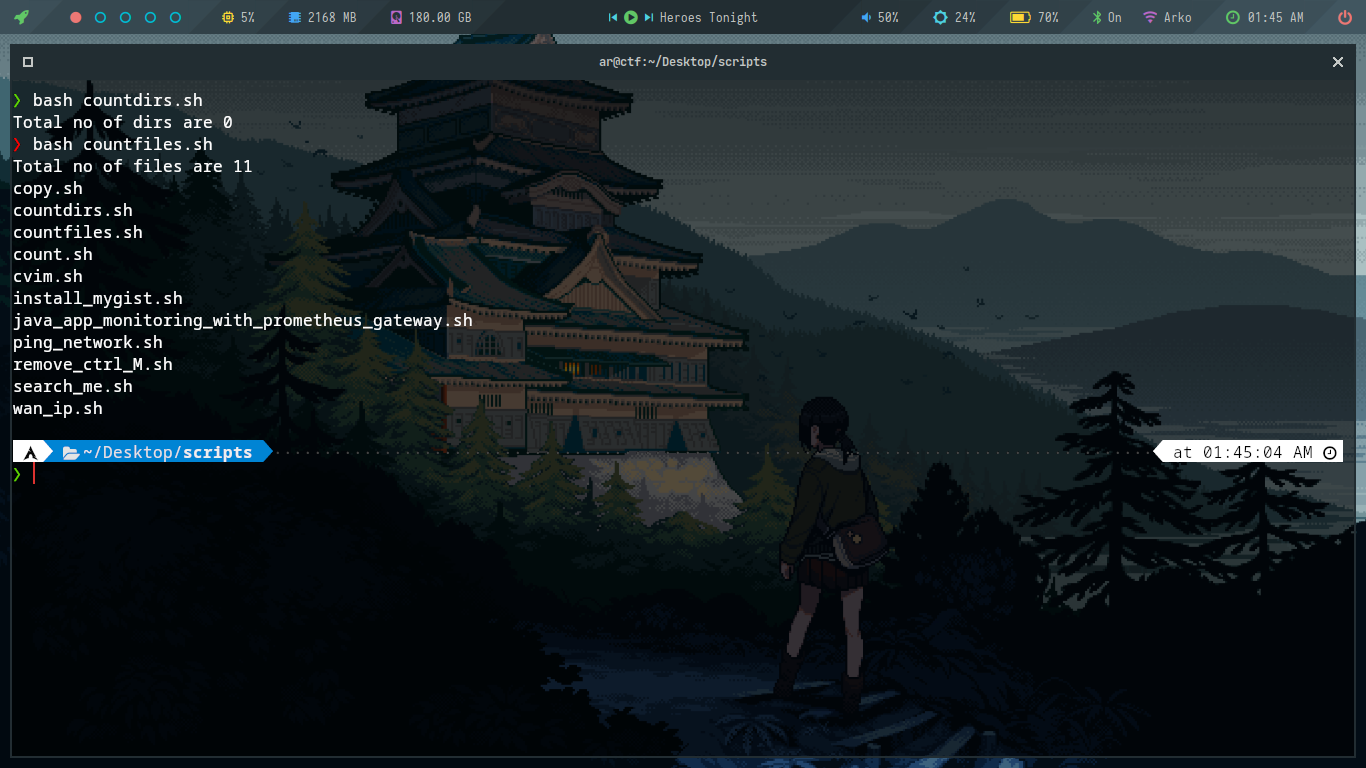 5% 2168 MB 180.00 GB Heroes Tonight 50% 24% 70% On Arko 01:45 AM
ar@ctf:~/Desktop/scripts
❯ bash countdirs.sh
Total no of dirs are 0
❯ bash countfiles.sh
Total no of files are 11
copy.sh
countdirs.sh
countfiles.sh
count.sh
cvim.sh
install_mygist.sh
java_app_monitoring_with_prometheus_gateway.sh
ping_network.sh
remove_ctrl_M.sh
search_me.sh
wan_ip.sh
~/Desktop/scripts at 01:45:04 AM
❯